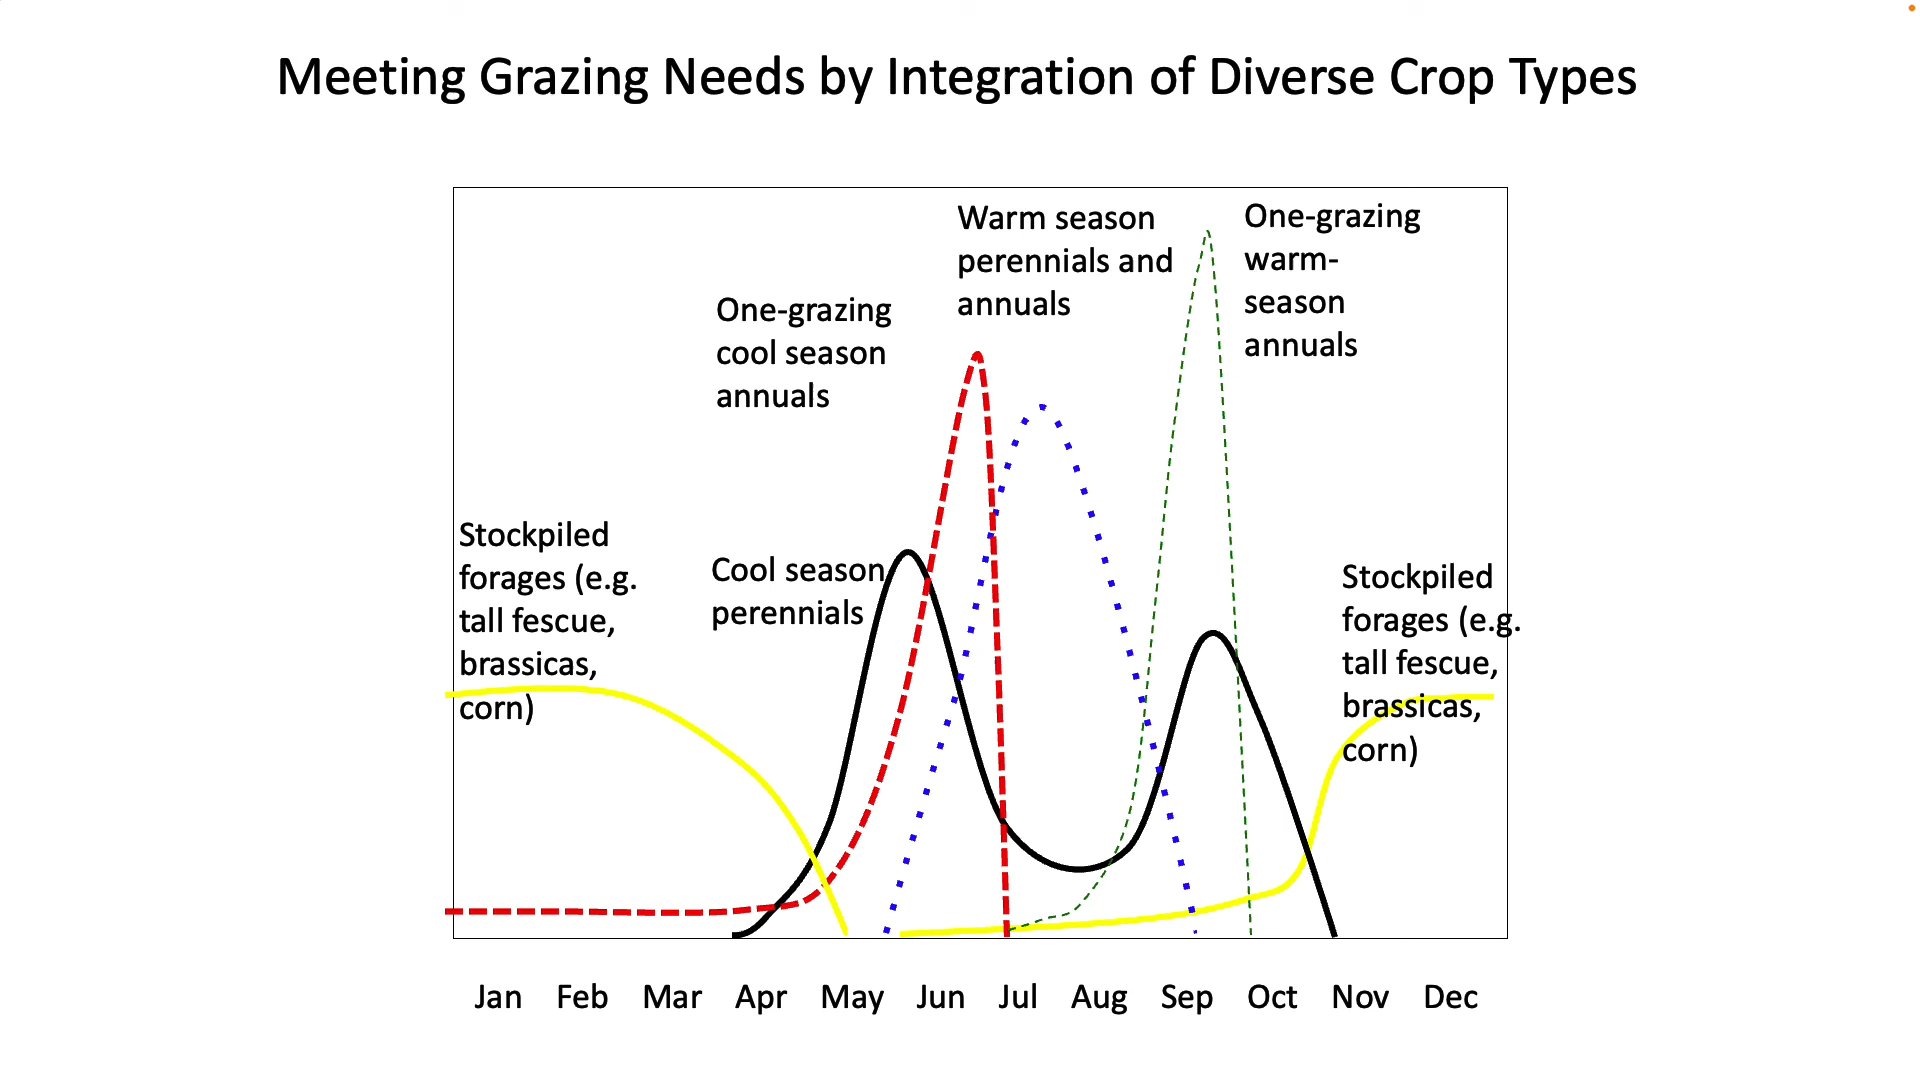 Meeting Grazing Needs by Integration of Diverse Crop Types
Warm season
perennials and
annuals
One-grazing
warm-
season
annuals
One-grazing
cool season
annuals
Stockpiled
forages (e.g.
tall fescue,
brassicas,
corn)
Cool season
perennials
Stockpiled
forages (e.g.
tall fescue,
brassicas,
corn)
Jan Feb Mar Apr May Jun Jul Aug Sep Oct Nov Dec